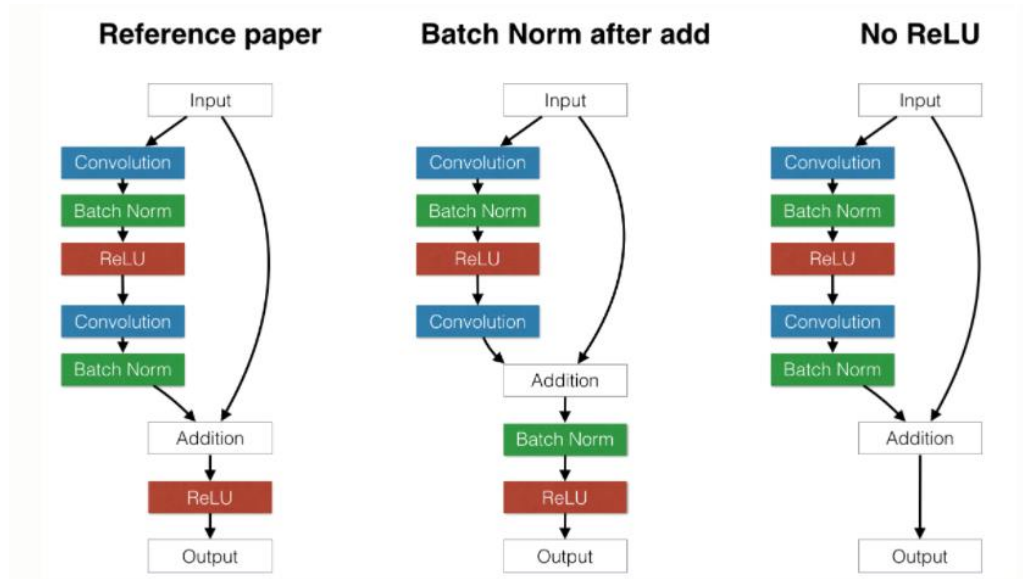 Reference paper
Input
Convolution
Batch Norm
ReLU
Convolution
Batch Norm
Addition
ReLU
Output
Batch Norm after add
Input
Convolution
Batch Norm
ReLU
Convolution
Addition
Batch Norm
ReLU
Output
No ReLU
Input
Convolution
Batch Norm
ReLU
Convolution
Batch Norm
Addition
Output